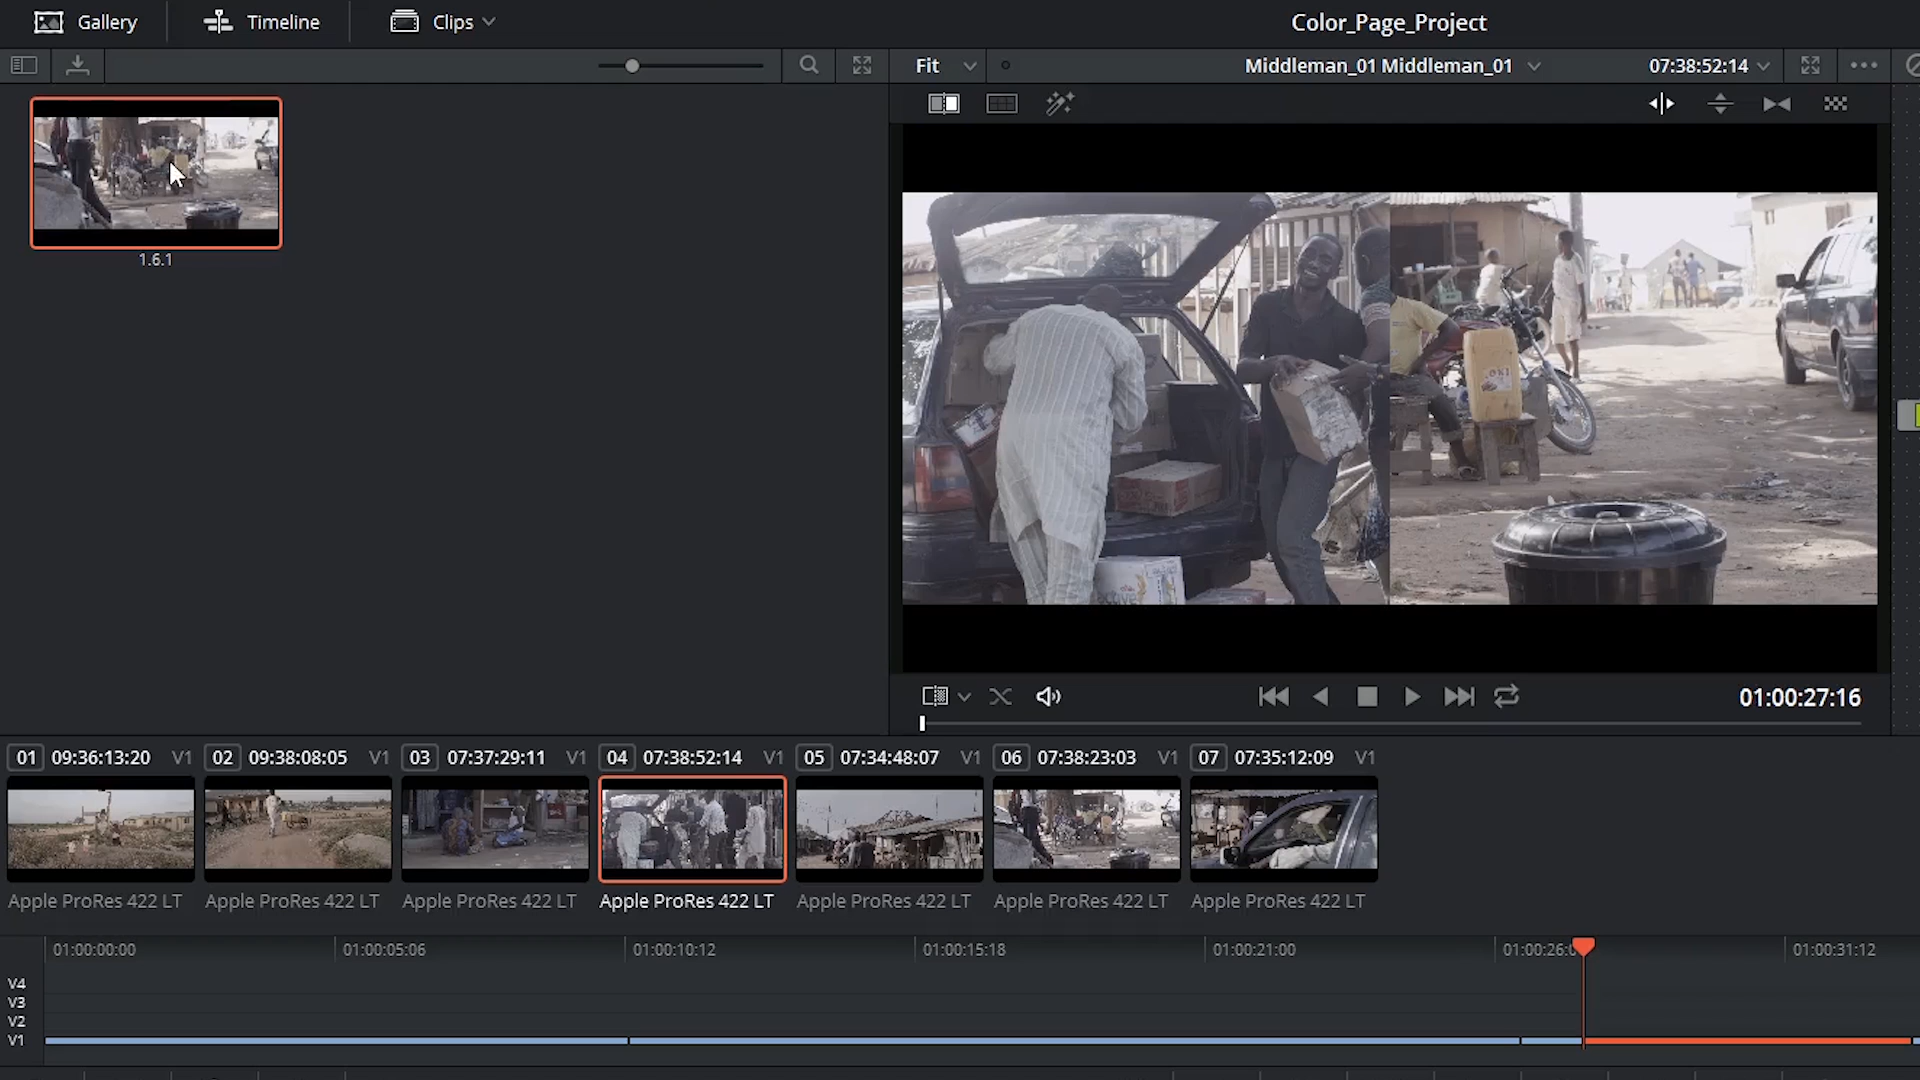 Gallery Timeline Clips Color_Page_Project
Fit Middleman_01 Middleman_01 07:38:52:14
1.6.1
01:00:27:16
01 09:36:13:20 V1 02 09:38:08:05 V1 03 07:37:29:11 V1 04 07:38:52:14 V1 05 07:34:48:07 V1 06 07:38:23:03 V1 07 07:35:12:09 V1
Apple ProRes 422 LT Apple ProRes 422 LT Apple ProRes 422 LT Apple ProRes 422 LT Apple ProRes 422 LT Apple ProRes 422 LT Apple ProRes 422 LT
01:00:00:00 01:00:05:06 01:00:10:12 01:00:15:18 01:00:21:00 01:00:31:12
V4
V3
V2
V1